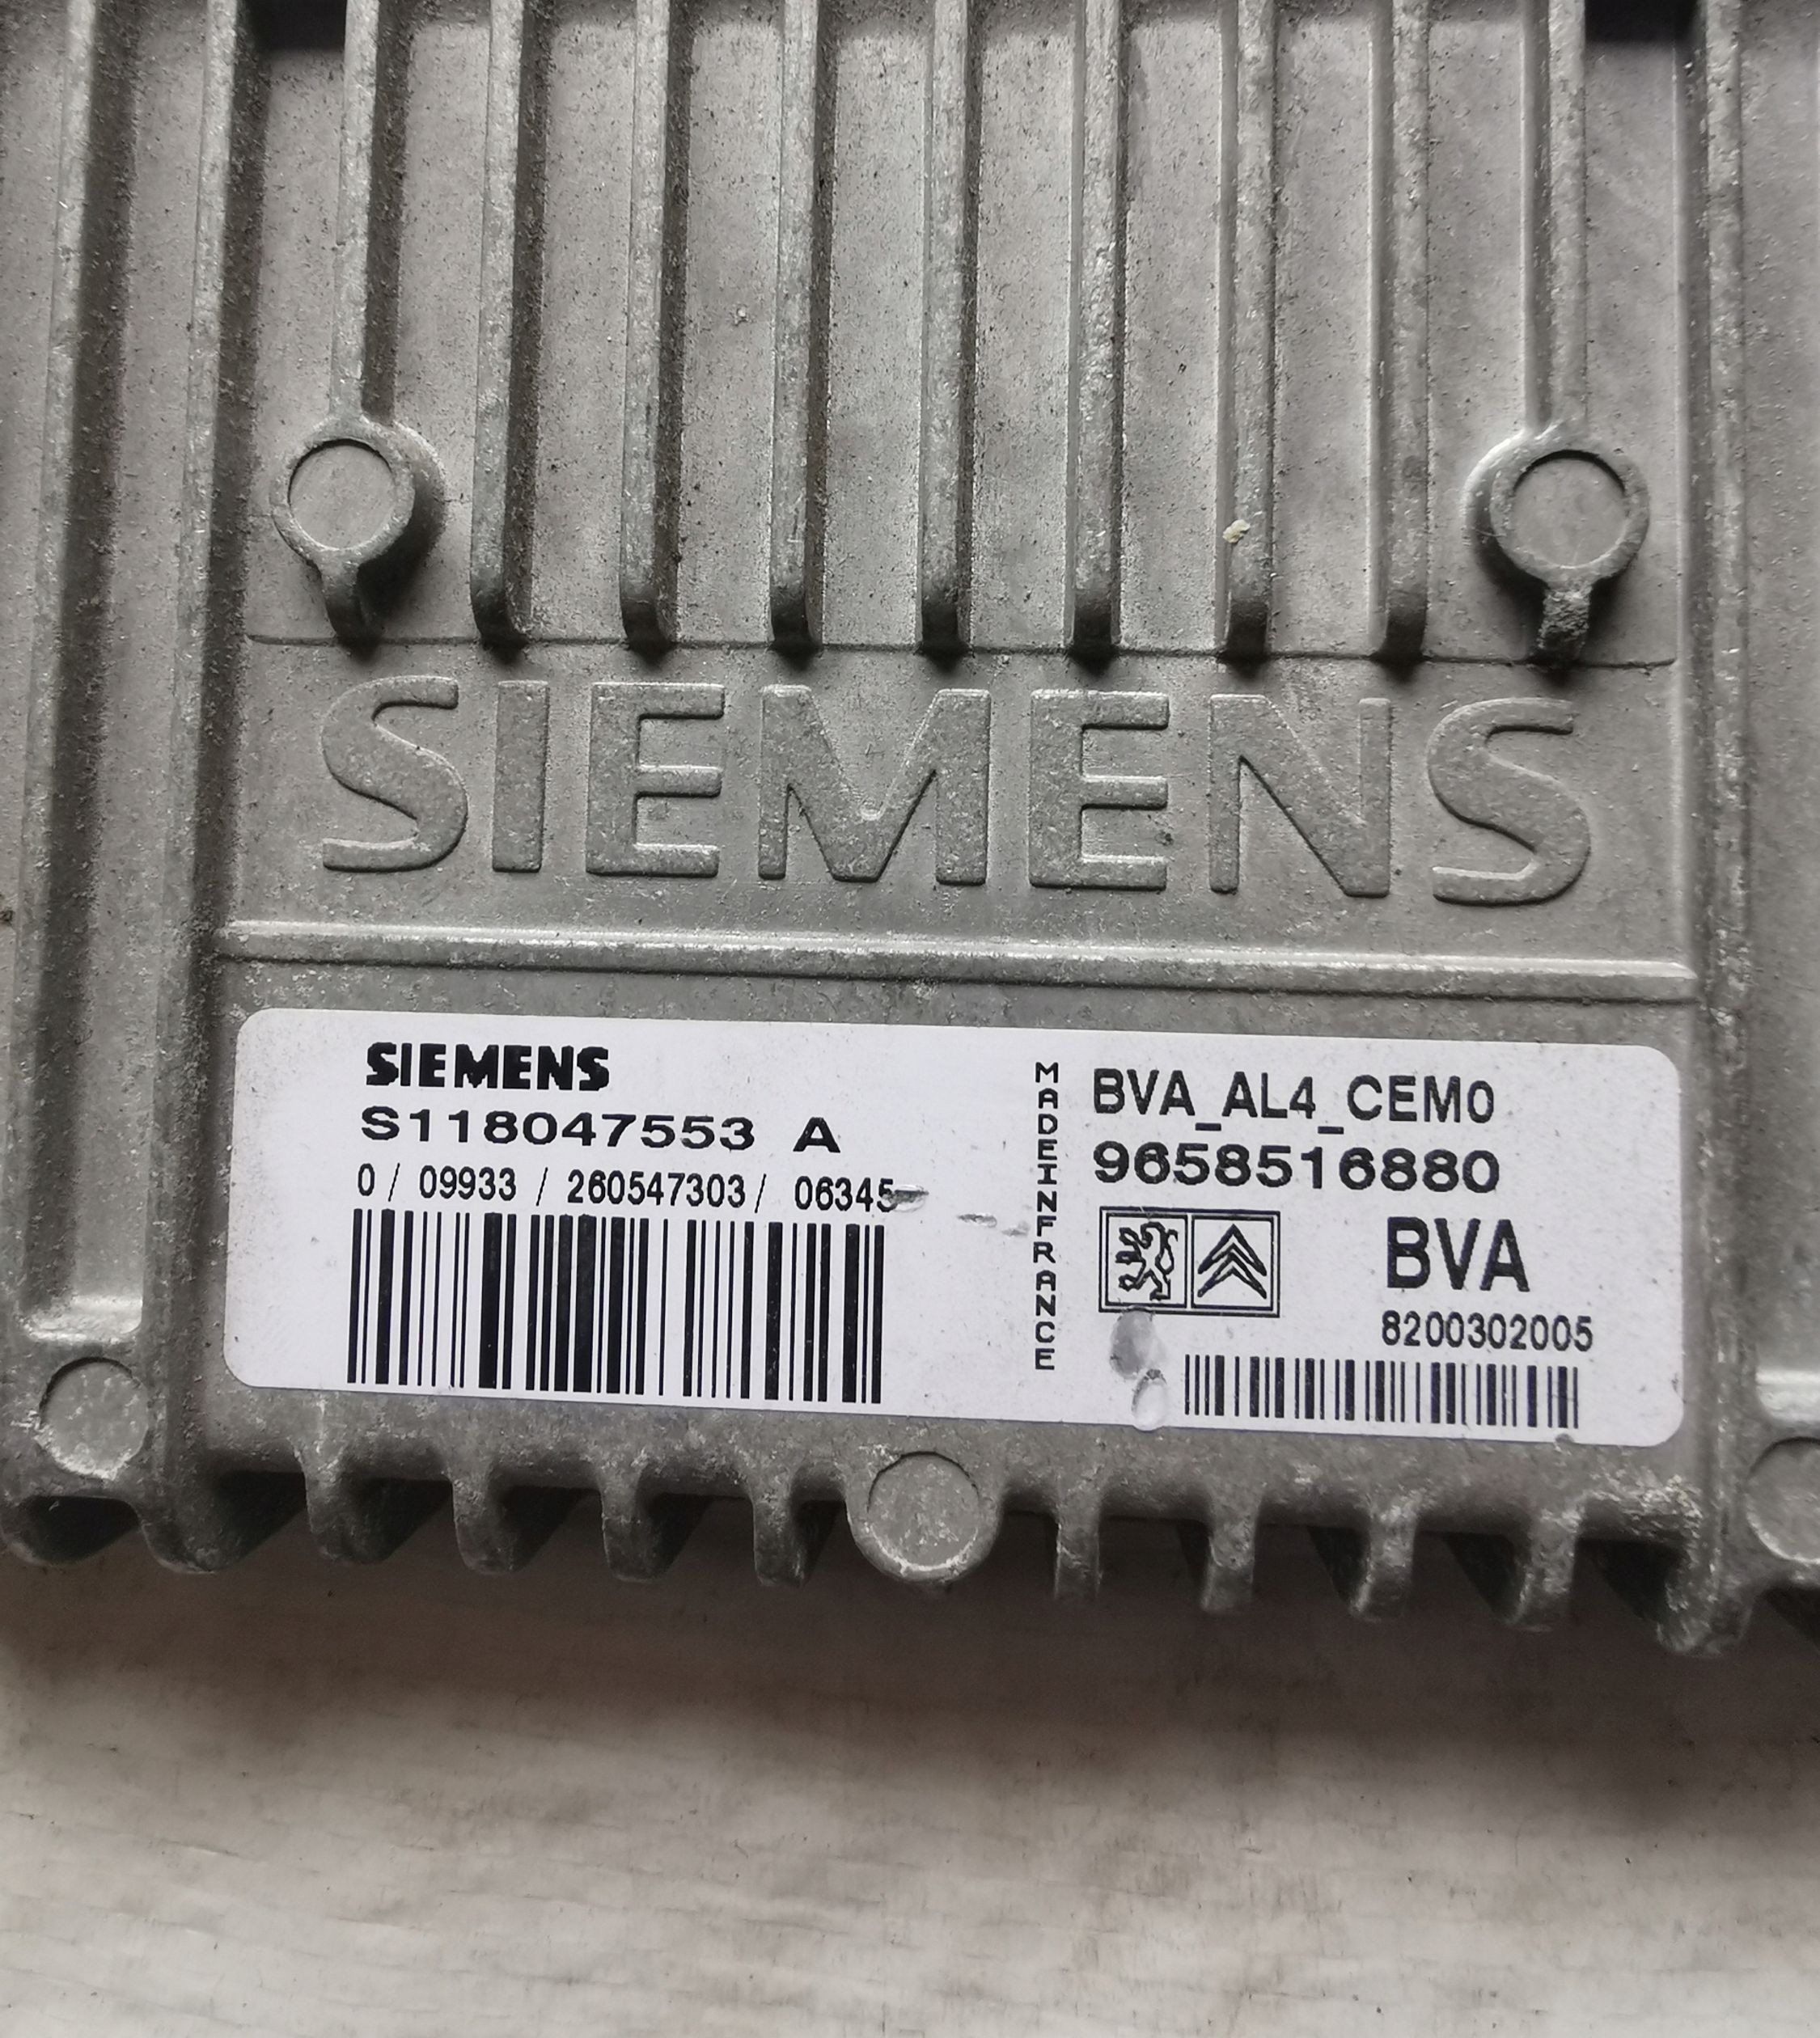 SIEMENS
SIEMENS
S118047553 A
0 / 09933 / 260547303 / 06345
MADEINFRANCE
BVA_AL4_CEM0
9658516880
BVA
8200302005